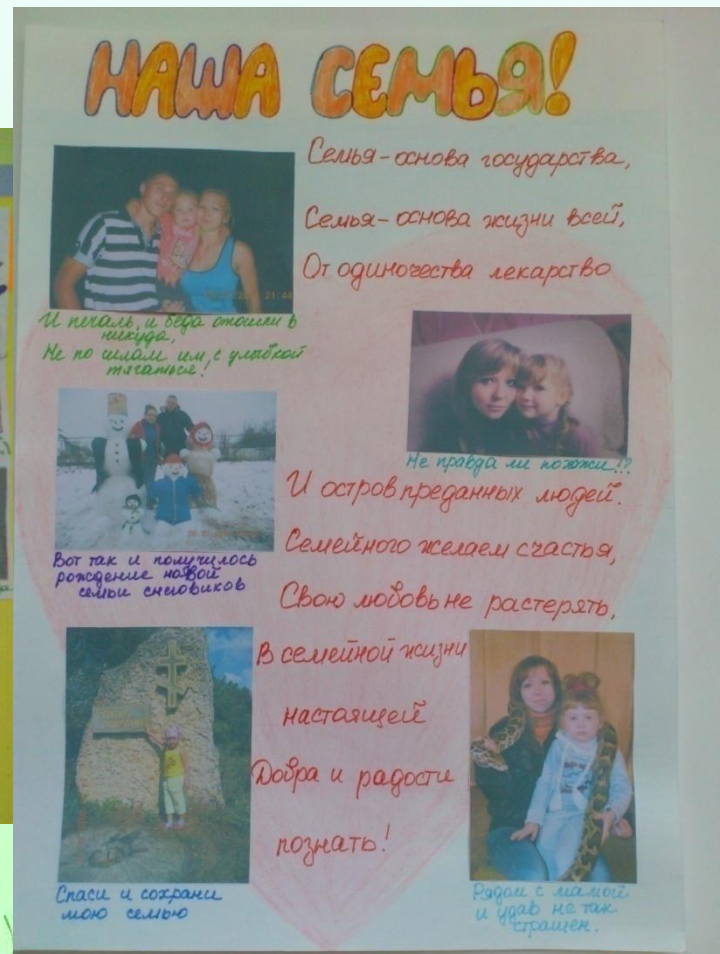 НАША СЕМЬЯ!
Семья - основа государства,
Семья - основа жизни всей,
От одиночества лекарство
21:44
И печаль, и беда отошли в
никуда,
Не по силам им, с улыбкой
тягаться!
Не правда ли похожи!?
И остров преданных людей.
Вот так и получилось
рождение новой
семьи снеговиков
Семейного желаем счастья,
Свою любовь не растерять,
В семейной жизни
настоящей
Добра и радости
познать!
Спаси и сохрани
мою семью
Рядом с мамой
и удав не так
страшен.